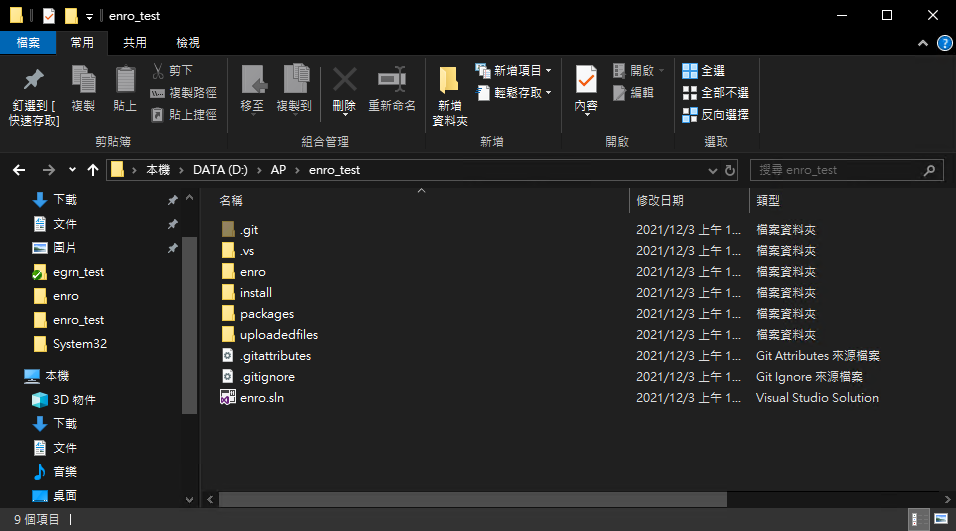 enro_test
檔案 常用 共用 檢視
釘選到 [
快速存取]
複製
貼上
剪下
複製路徑
貼上捷徑
剪貼簿
移至
複製到
刪除
重新命名
組合管理
新增
資料夾
新增項目
輕鬆存取
新增
內容
開啟
編輯
開啟
全選
全部不選
反向選擇
選取
本機 › DATA (D:) › AP › enro_test
搜尋 enro_test
下載
文件
圖片
egrn_test
enro
enro_test
System32
本機
3D 物件
下載
文件
音樂
桌面
名稱 修改日期 類型
.git 2021/12/3 上午 1... 檔案資料夾
.vs 2021/12/3 上午 1... 檔案資料夾
enro 2021/12/3 上午 1... 檔案資料夾
install 2021/12/3 上午 1... 檔案資料夾
packages 2021/12/3 上午 1... 檔案資料夾
uploadedfiles 2021/12/3 上午 1... 檔案資料夾
.gitattributes 2021/12/3 上午 1... Git Attributes 來源檔案
.gitignore 2021/12/3 上午 1... Git Ignore 來源檔案
enro.sln 2021/12/3 上午 1... Visual Studio Solution
9 個項目